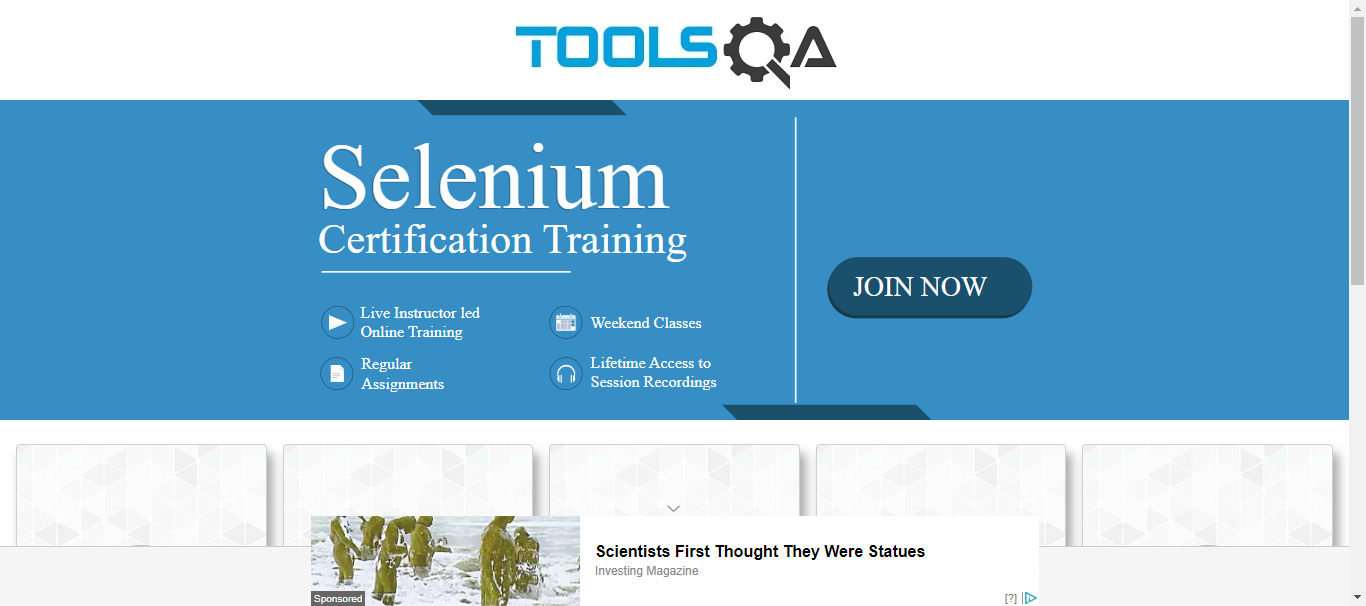 TOOLSQA
Selenium
Certification Training
Live Instructor led
Online Training
Weekend Classes
Regular
Assignments
Lifetime Access to
Session Recordings
JOIN NOW
Scientists First Thought They Were Statues
Investing Magazine
Sponsored
[?]